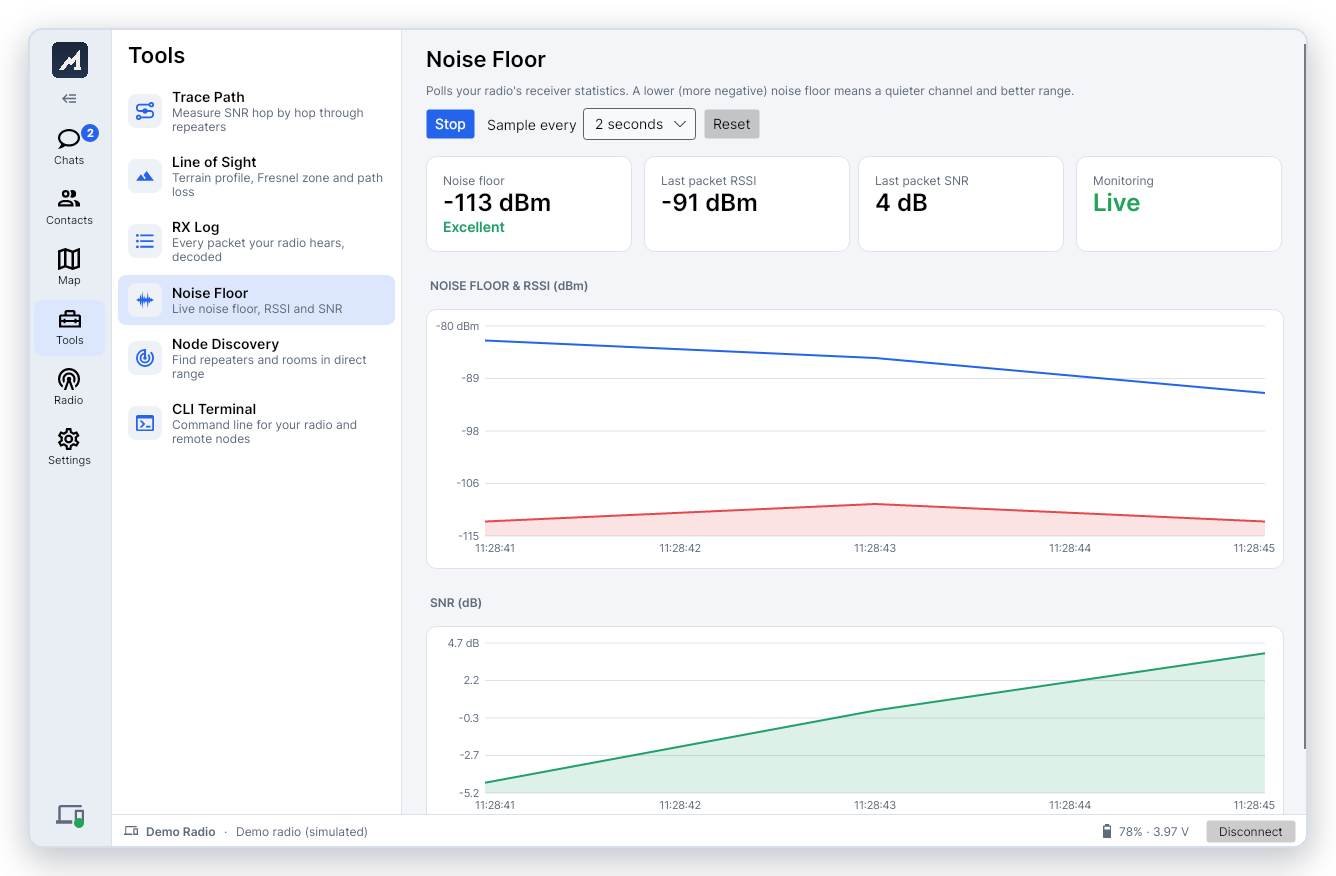 Tools
2
Chats
Contacts
Map
Tools
Radio
Settings
Trace Path
Measure SNR hop by hop through
repeaters
Line of Sight
Terrain profile, Fresnel zone and path
loss
RX Log
Every packet your radio hears,
decoded
Noise Floor
Live noise floor, RSSI and SNR
Node Discovery
Find repeaters and rooms in direct
range
CLI Terminal
Command line for your radio and
remote nodes
Noise Floor
Polls your radio's receiver statistics. A lower (more negative) noise floor means a quieter channel and better range.
Stop Sample every 2 seconds Reset
Noise floor
-113 dBm
Excellent
Last packet RSSI
-91 dBm
Last packet SNR
4 dB
Monitoring
Live
NOISE FLOOR & RSSI (dBm)
-80 dBm
-89
-98
-106
-115
11:28:41 11:28:42 11:28:43 11:28:44 11:28:45
SNR (dB)
4.7 dB
2.2
-0.3
-2.7
-5.2
11:28:41 11:28:42 11:28:43 11:28:44 11:28:45
Demo Radio · Demo radio (simulated) 78% · 3.97 V Disconnect